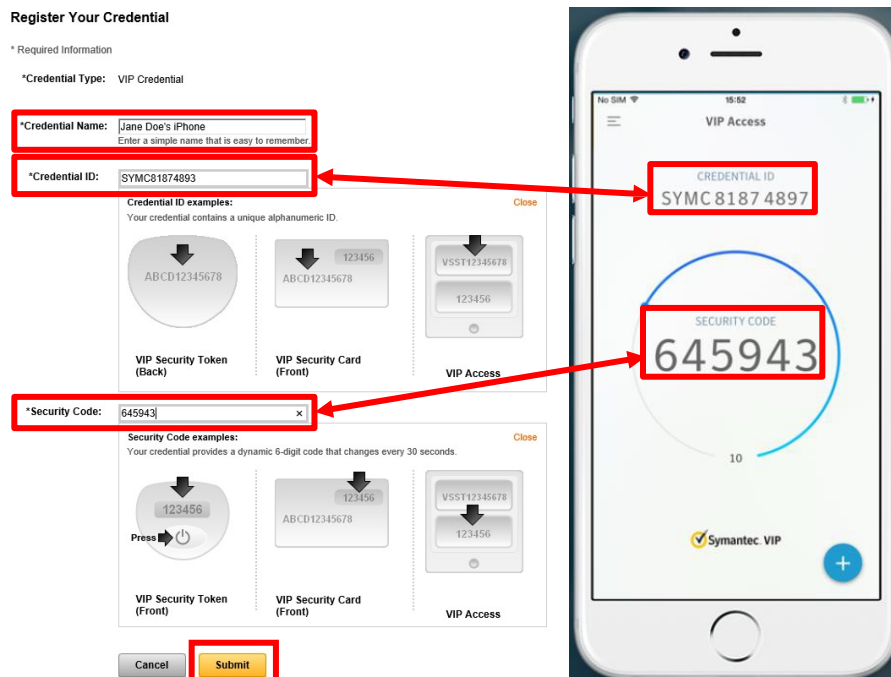 Register Your Credential
* Required Information
*Credential Type: VIP Credential
*Credential Name: Jane Doe's iPhone
Enter a simple name that is easy to remember.
*Credential ID: SYMC81874893
Credential ID examples: Close
Your credential contains a unique alphanumeric ID.
ABCD12345678
123456
ABCD12345678
VSST12345678
123456
VIP Security Token
(Back)
VIP Security Card
(Front)
VIP Access
*Security Code: 645943 ×
Security Code examples: Close
Your credential provides a dynamic 6-digit code that changes every 30 seconds.
123456
Press
123456
ABCD12345678
VSST12345678
123456
VIP Security Token
(Front)
VIP Security Card
(Front)
VIP Access
Cancel Submit
No SIM 15:52
VIP Access
CREDENTIAL ID
SYMC 8187 4897
SECURITY CODE
645943
10
Symantec. VIP
+